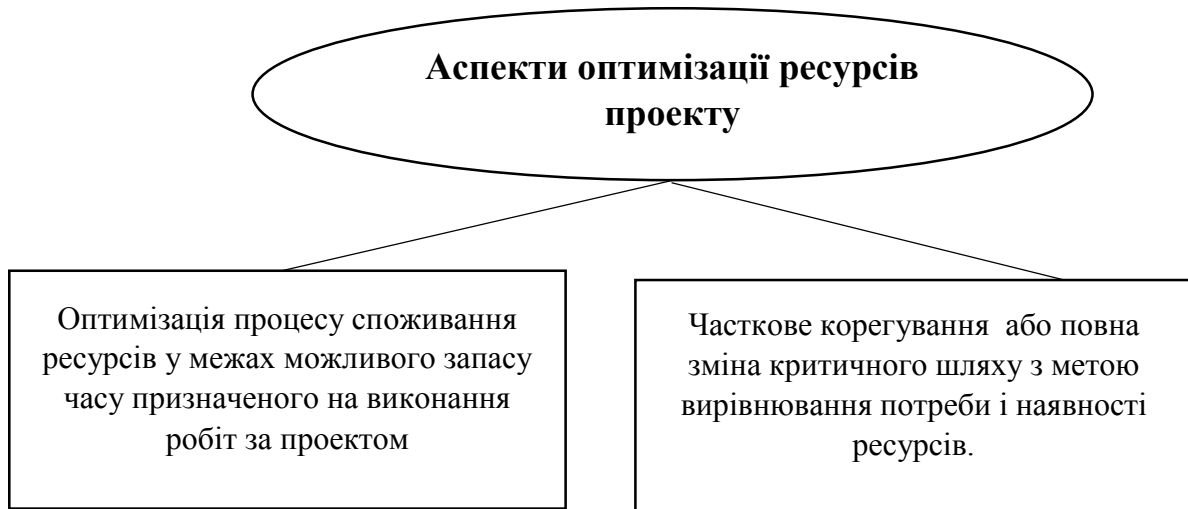 Аспекти оптимізації ресурсів
проекту
Оптимізація процесу споживання
ресурсів у межах можливого запасу
часу призначеного на виконання
робіт за проектом
Часткове корегування або повна
зміна критичного шляху з метою
вирівнювання потреби і наявності
ресурсів.